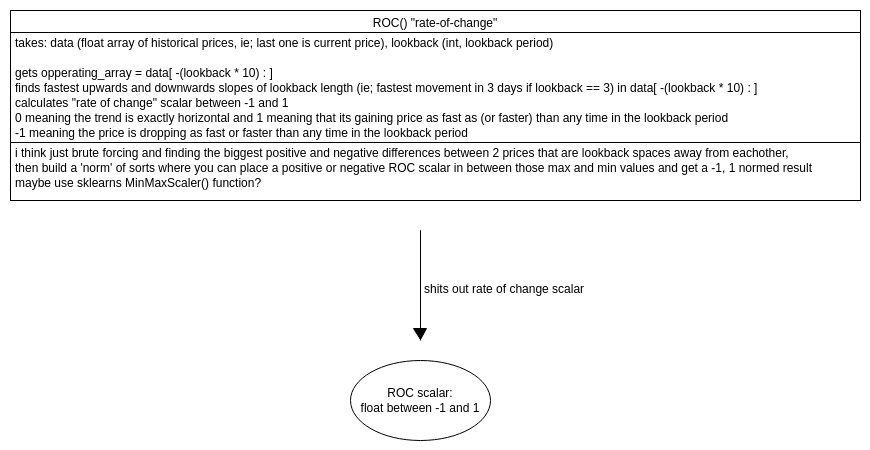 ROC() "rate-of-change"
takes: data (float array of historical prices, ie; last one is current price), lookback (int, lookback period)
gets opperating_array = data[ -(lookback * 10) : ]
finds fastest upwards and downwards slopes of lookback length (ie; fastest movement in 3 days if lookback == 3) in data[ -(lookback * 10) : ]
calculates "rate of change" scalar between -1 and 1
0 meaning the trend is exactly horizontal and 1 meaning that its gaining price as fast as (or faster) than any time in the lookback period
-1 meaning the price is dropping as fast or faster than any time in the lookback period
i think just brute forcing and finding the biggest positive and negative differences between 2 prices that are lookback spaces away from eachother,
then build a 'norm' of sorts where you can place a positive or negative ROC scalar in between those max and min values and get a -1, 1 normed result
maybe use sklearns MinMaxScaler() function?
shits out rate of change scalar
ROC scalar:
float between -1 and 1